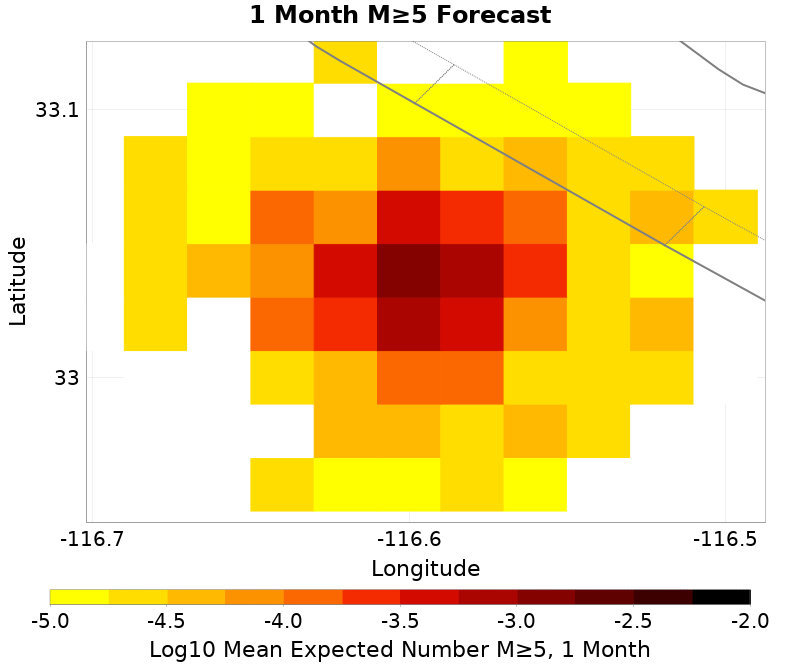 1 Month M≥5 Forecast
33.1
33
Latitude
-116.7 -116.6 -116.5
Longitude
-5.0 -4.5 -4.0 -3.5 -3.0 -2.5 -2.0
Log10 Mean Expected Number M≥5, 1 Month